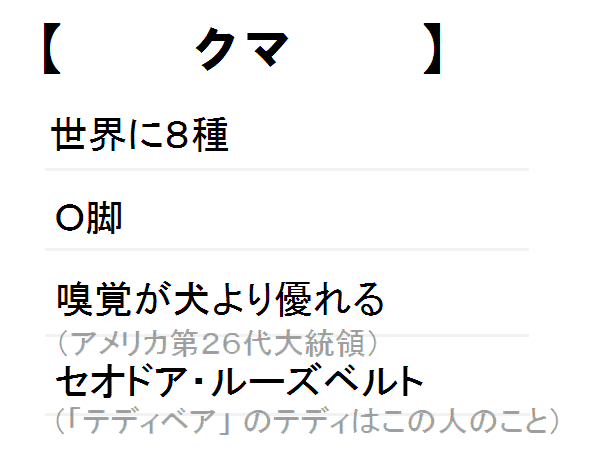 【　クマ　】
世界に８種
O脚
嗅覚が犬より優れる
（アメリカ第２６代大統領）
セオドア・ルーズベルト
（「テディベア」のテディはこの人のこと）